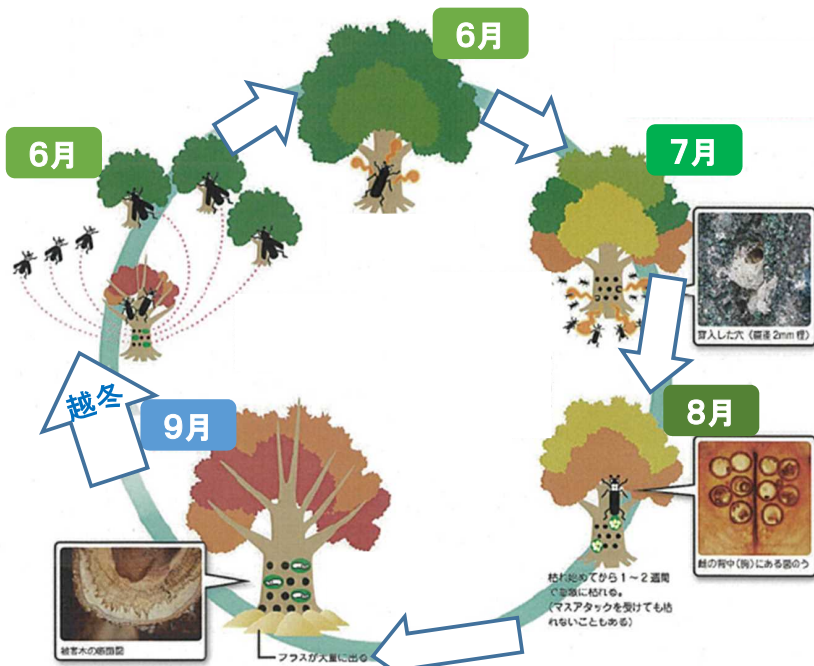 6月
6月
7月
穿入した穴（直径2mm程）
8月
雌の背中（胸）にある菌のう
枯れ始めてから1～2週間
で急激に枯れる。
（マスアタックを受けても枯
れないこともある）
9月
越冬
被害木の断面図
フラスが大量に出る